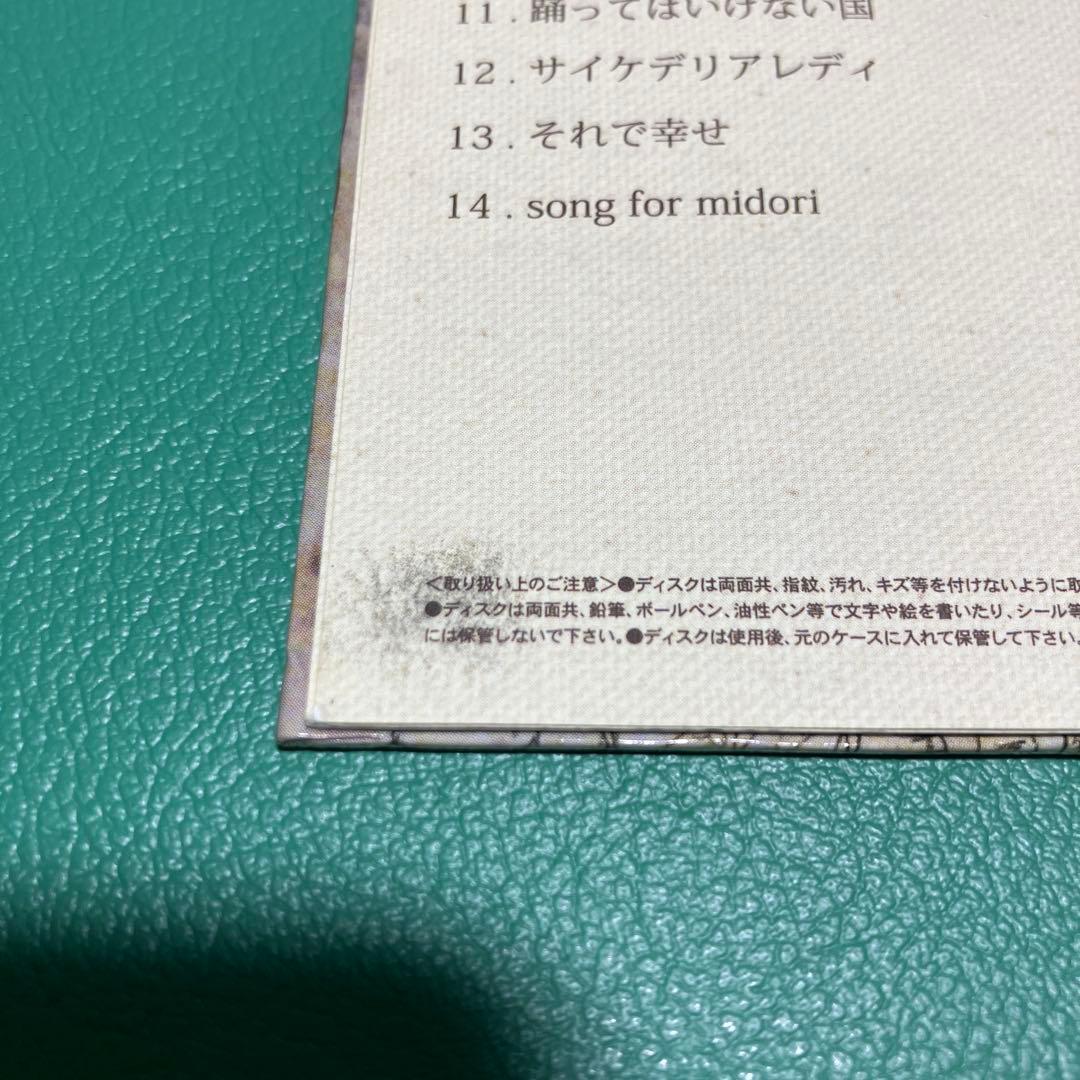 11 . 踊ってはいけない国
12 . サイケデリアレディ
13 . それで幸せ
14 . song for midori
<取り扱い上のご注意>●ディスクは両面共、指紋、汚れ、キズ等を付けないように取
●ディスクは両面共、鉛筆、ボールペン、油性ペン等で文字や絵を書いたり、シール等
には保管しないで下さい。●ディスクは使用後、元のケースに入れて保管して下さい。